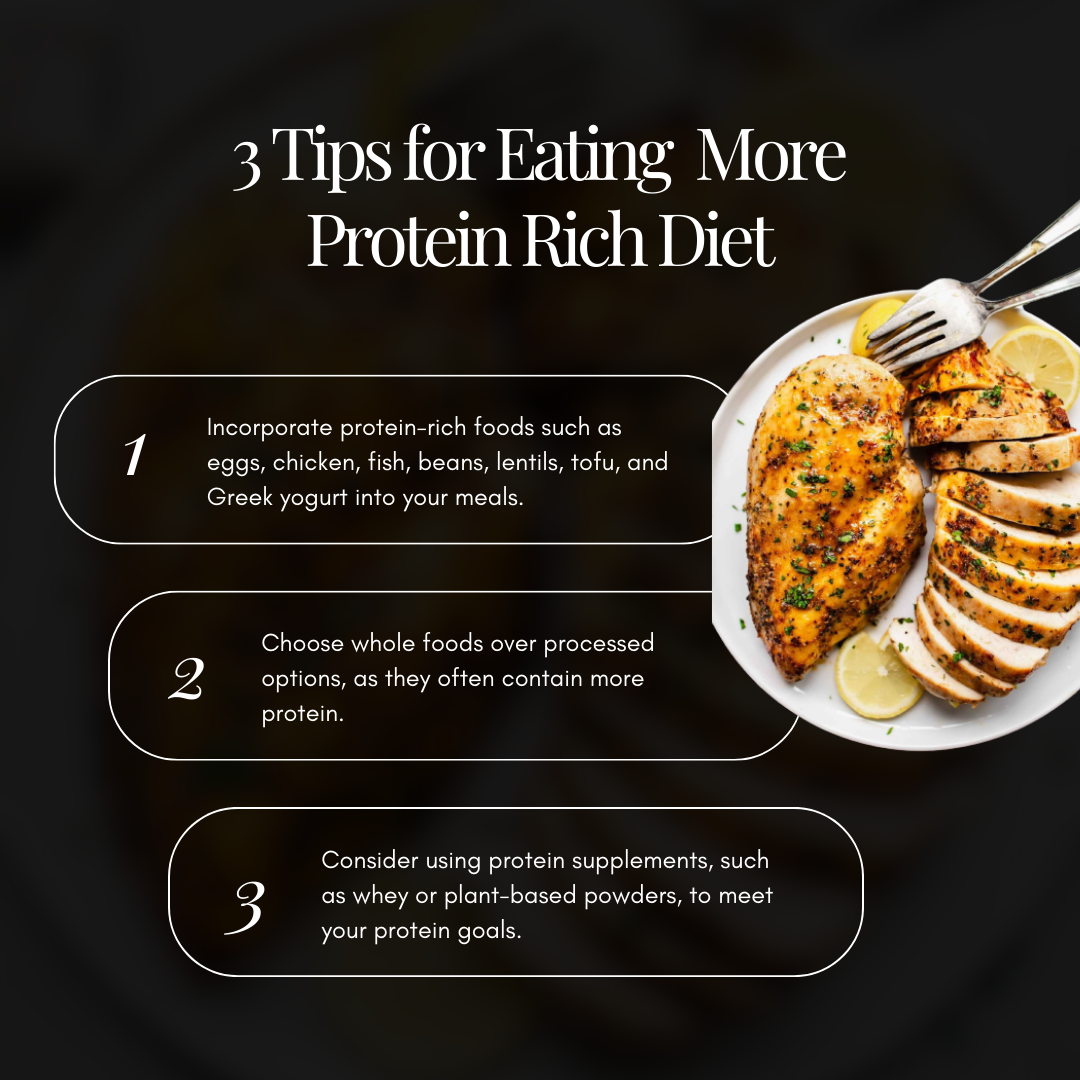 3 Tips for Eating  More
Protein Rich Diet
1
Incorporate protein-rich foods such as
eggs, chicken, fish, beans, lentils, tofu, and
Greek yogurt into your meals.
2
Choose whole foods over processed
options, as they often contain more
protein.
3
Consider using protein supplements, such
as whey or plant-based powders, to meet
your protein goals.